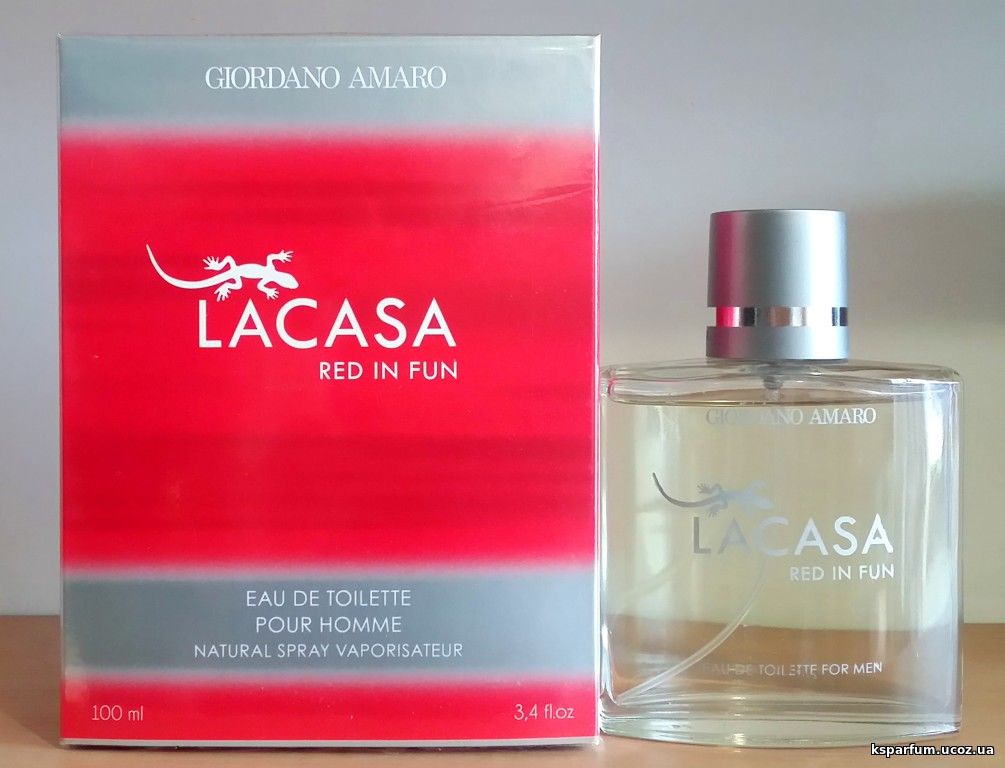 GIORDANO AMARO
LACASA
RED IN FUN
EAU DE TOILETTE
POUR HOMME
NATURAL SPRAY VAPORISATEUR
100 ml
3,4 fl.oz
GIORDANO AMARO
LACASA
RED IN FUN
EAU DE TOILETTE FOR MEN
ksparfum.ucoz.ua